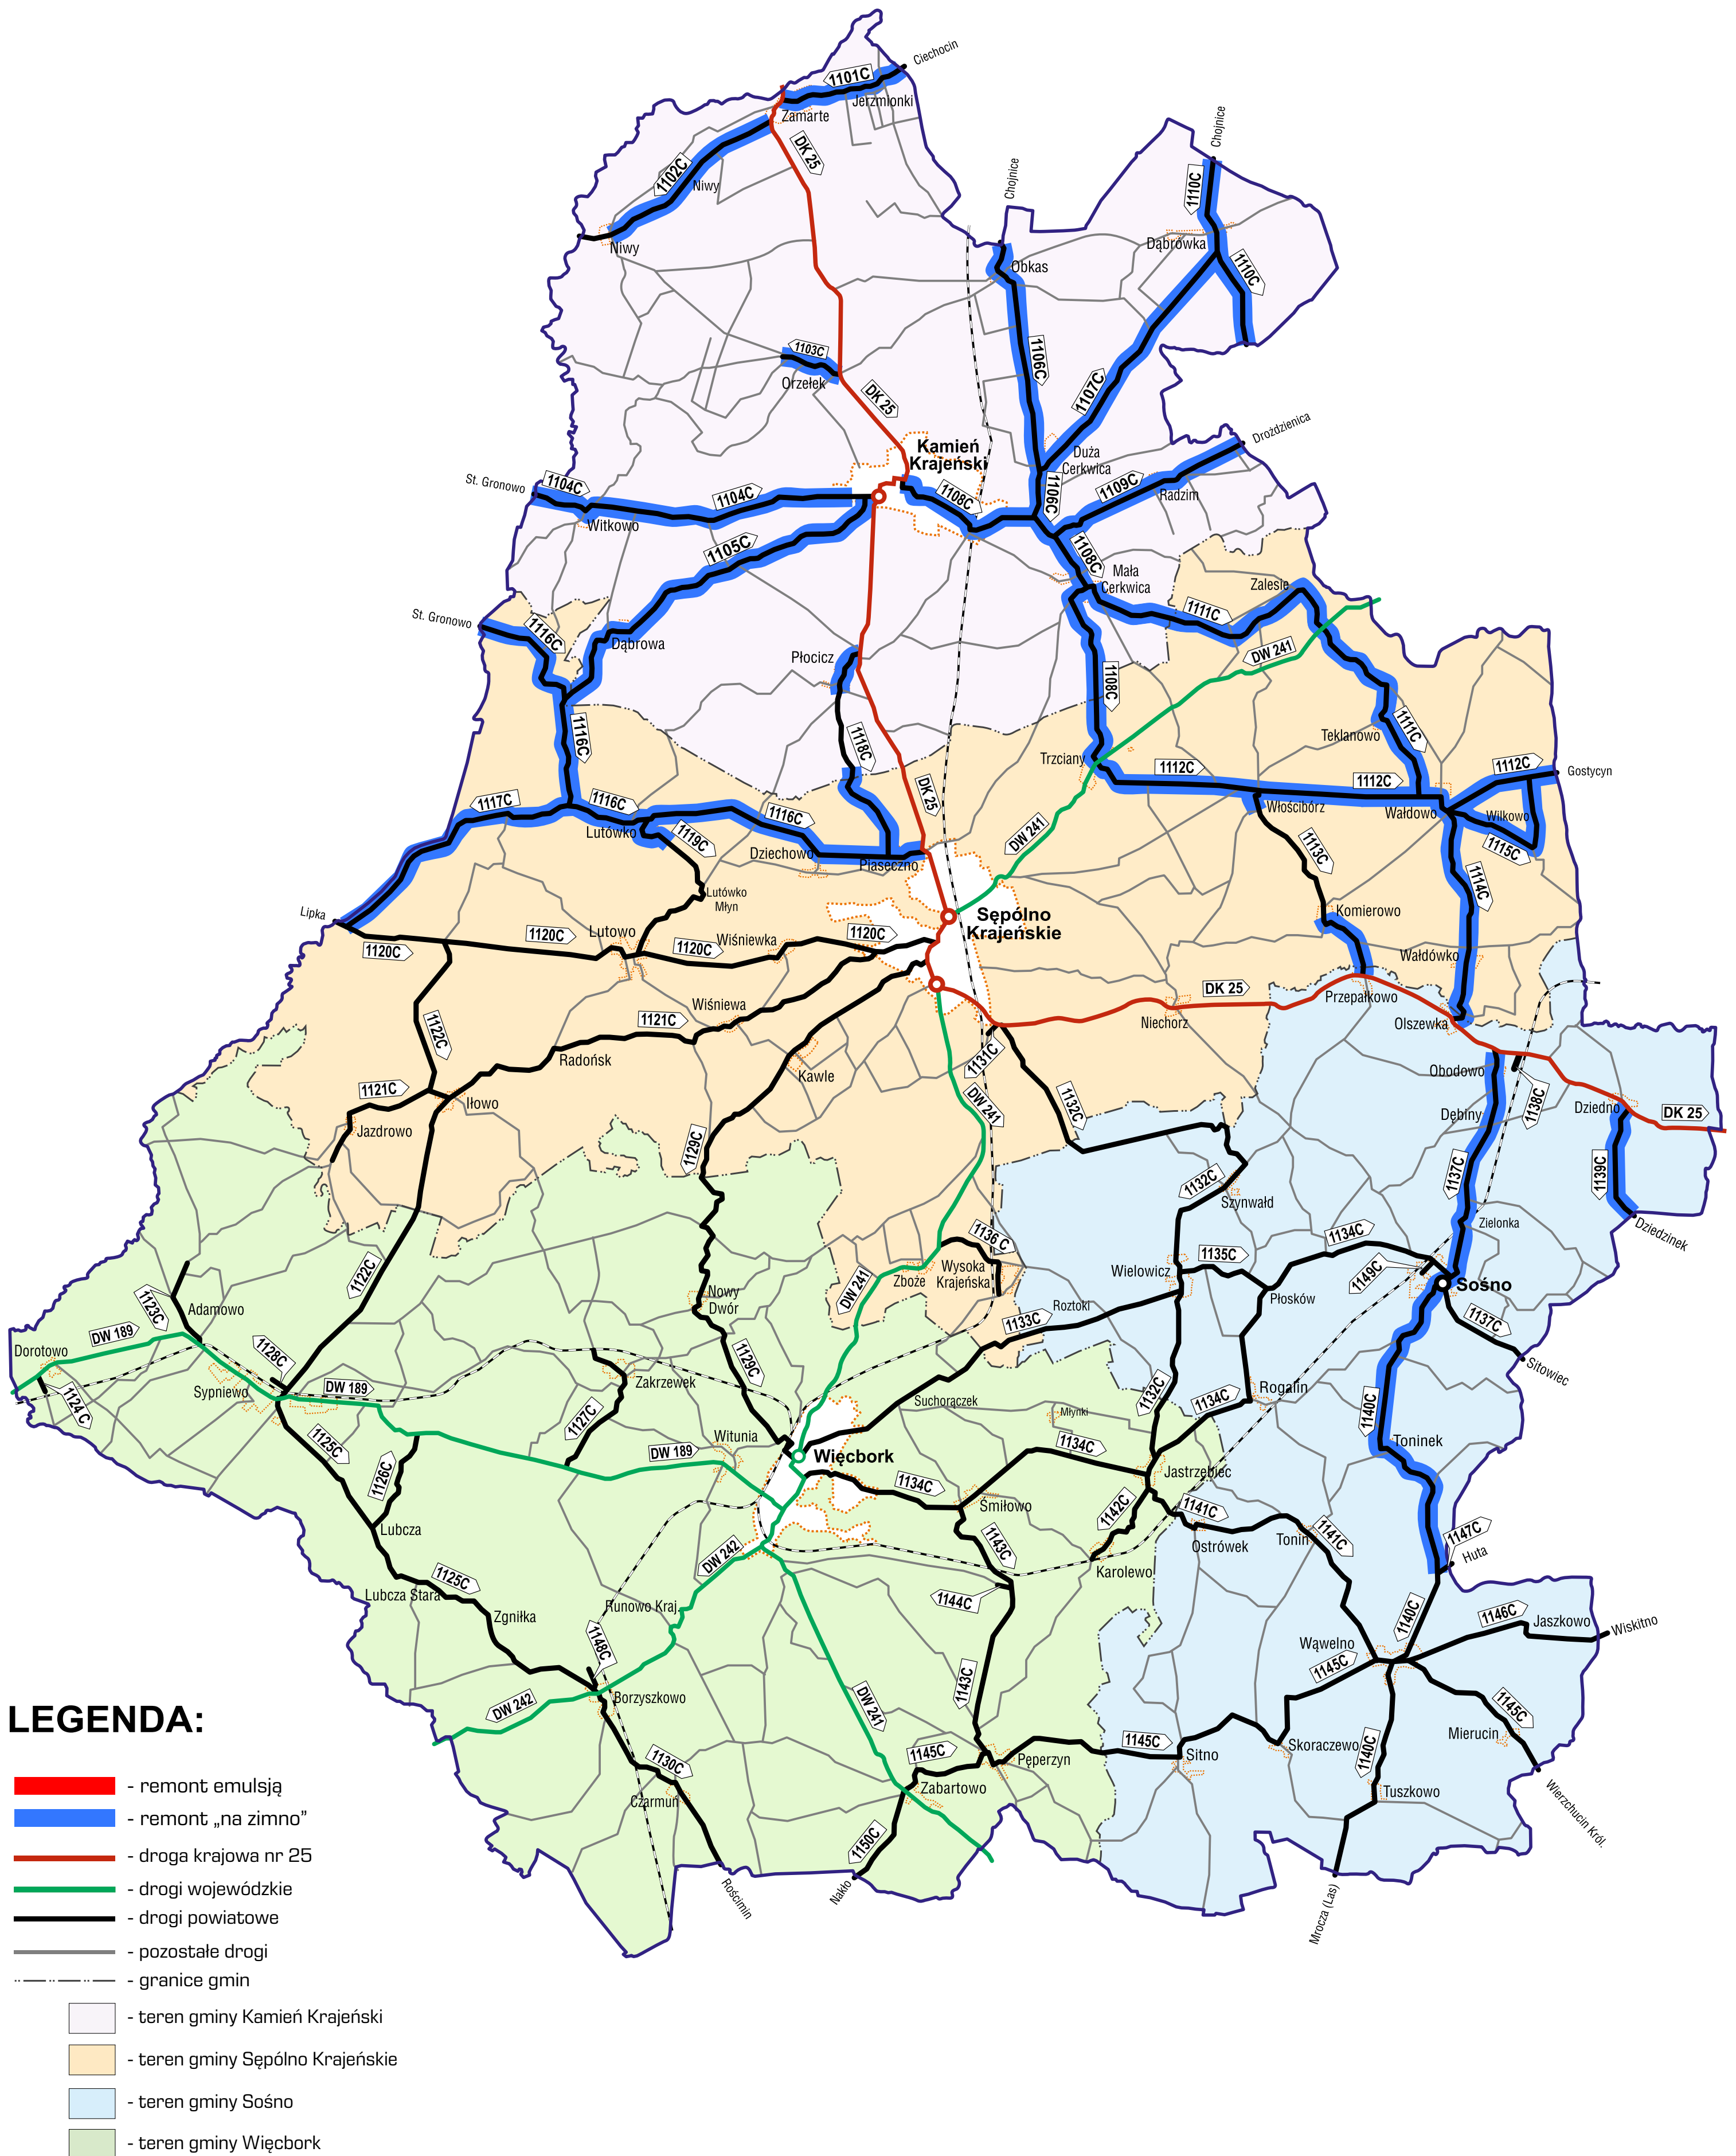 Ciechocin
1101C
Jerzmionki
Zamarte
DK 25
1102C
Niwy
Niwy
Chojnice
Chojnice
1110C
Dąbrówka
1110C
Obkas
1106C
1103C
Orzełek
DK 25
1107C
Kamień
Krajeński
Duża
Cerkwica
Drożdzienica
St. Gronowo
1104C
1104C
Witkowo
1108C
1106C
1109C
Radzim
1105C
1108C
Mała
Cerkwica
Zalesie
St. Gronowo
1116C
Dąbrowa
1111C
DW 241
Płocicz
1108C
1116C
1118C
Teklanowo
1111C
Trzciany
1112C
1112C
1112C
Gostycyn
DK 25
1117C
1116C
1116C
Włościbórz
Wałdowo
Wilkowo
Lutówko
1119C
Dziechowo
Piaseczno
DW 241
1113C
1115C
1114C
Lutówko
Młyn
Lipka
Komierowo
Sępólno
Krajeńskie
1120C
1120C
Lutowo
1120C
Wiśniewka
1120C
Wałdówko
DK 25
Przepałkowo
Wiśniewa
1121C
Niechorz
Olszewka
1122C
Radońsk
1131C
Kawle
Obodowo
1121C
Iłowo
DW 241
1132C
Dębiny
1138C
Dziedno
DK 25
Jazdrowo
1129C
1137C
1139C
1132C
Szynwałd
Zielonka
Dziedzinek
1136 C
1134C
1122C
1135C
Wysoka
Krajeńska
Zboże
Wielowicz
1149C
Sośno
1123C
Adamowo
Nowy
Dwór
DW 241
Roztoki
Płosków
1133C
1137C
DW 189
Dorotowo
1128C
1129C
Sitowiec
Sypniewo
DW 189
Zakrzewek
1124 C
1132C
Rogalin
Suchorączek
1134C
Młynki
1140C
1127C
1125C
Witunia
DW 189
1134C
Toninek
1126C
Więcbork
1134C
Jastrzębiec
Śmiłowo
1142C
1141C
Lubcza
Ostrówek
Tonin
1141C
1147C
Huta
1143C
DW 242
Karolewo
1125C
Lubcza Stara
1144C
Zgniłka
Runowo Kraj.
1140C
1146C
Jaszkowo
Wiskitno
1148C
Wąwelno
1145C
1143C
Borzyszkowo
DW 242
DW 241
1145C
Mierucin
1145C
1145C
Skoraczewo
1140C
Sitno
Pęperzyn
1130C
Zabartowo
Czarmuń
Tuszkowo
Wierzchucin Król.
1150C
Nakło
Rościmin
Mrocza (Las)
LEGENDA:
- remont emulsją
- remont „na zimno”
- droga krajowa nr 25
- drogi wojewódzkie
- drogi powiatowe
- pozostałe drogi
- granice gmin
- teren gminy Kamień Krajeński
- teren gminy Sępólno Krajeńskie
- teren gminy Sośno
- teren gminy Więcbork